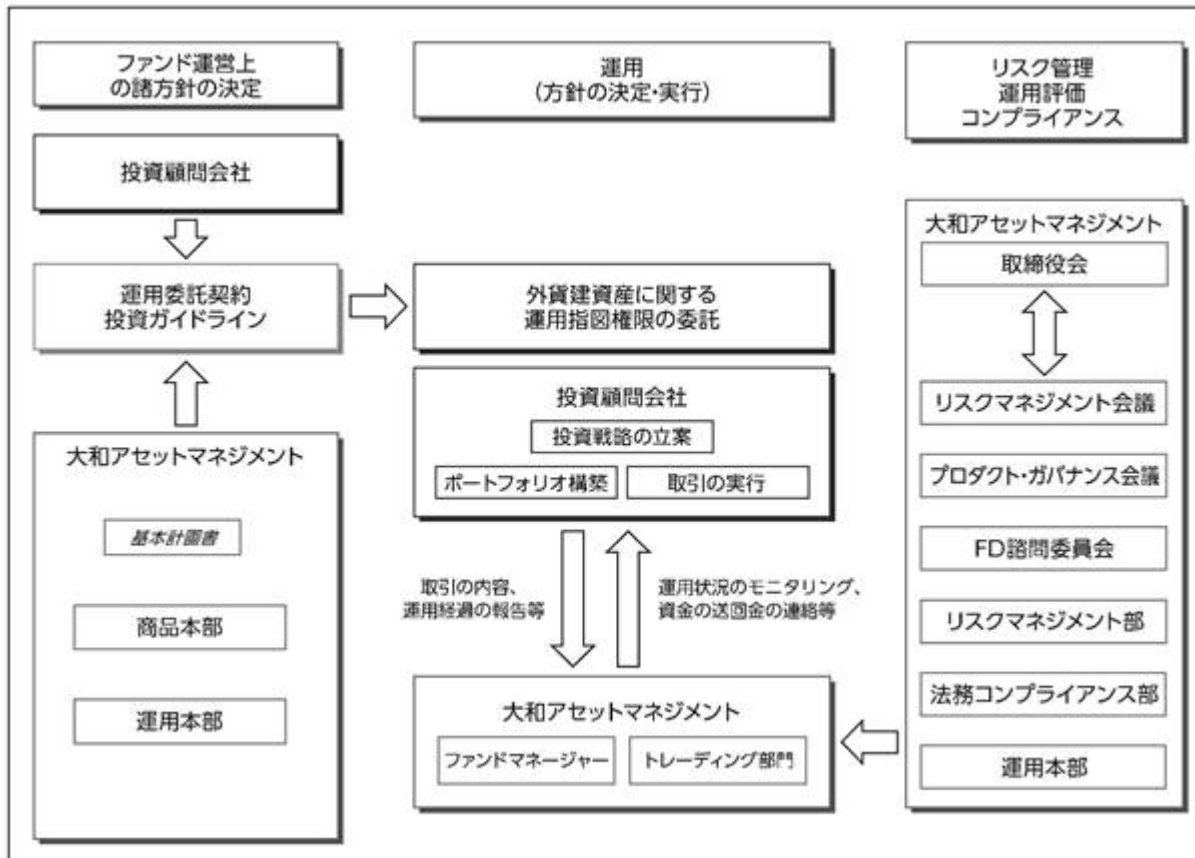 ファンド運営上
の諸方針の決定
投資顧問会社
運用委託契約
投資ガイドライン
大和アセットマネジメント
基本計画書
商品本部
運用本部
運用
(方針の決定・実行)
外貨建資産に関する
運用指図権限の委託
投資顧問会社
投資戦略の立案
ポートフォリオ構築
取引の実行
取引の内容、
運用経過の報告等
運用状況のモニタリング、
資金の送回金の連絡等
大和アセットマネジメント
ファンドマネージャー
トレーディング部門
リスク管理
運用評価
コンプライアンス
大和アセットマネジメント
取締役会
リスクマネジメント会議
プロダクト・ガバナンス会議
FD諮問委員会
リスクマネジメント部
法務コンプライアンス部
運用本部